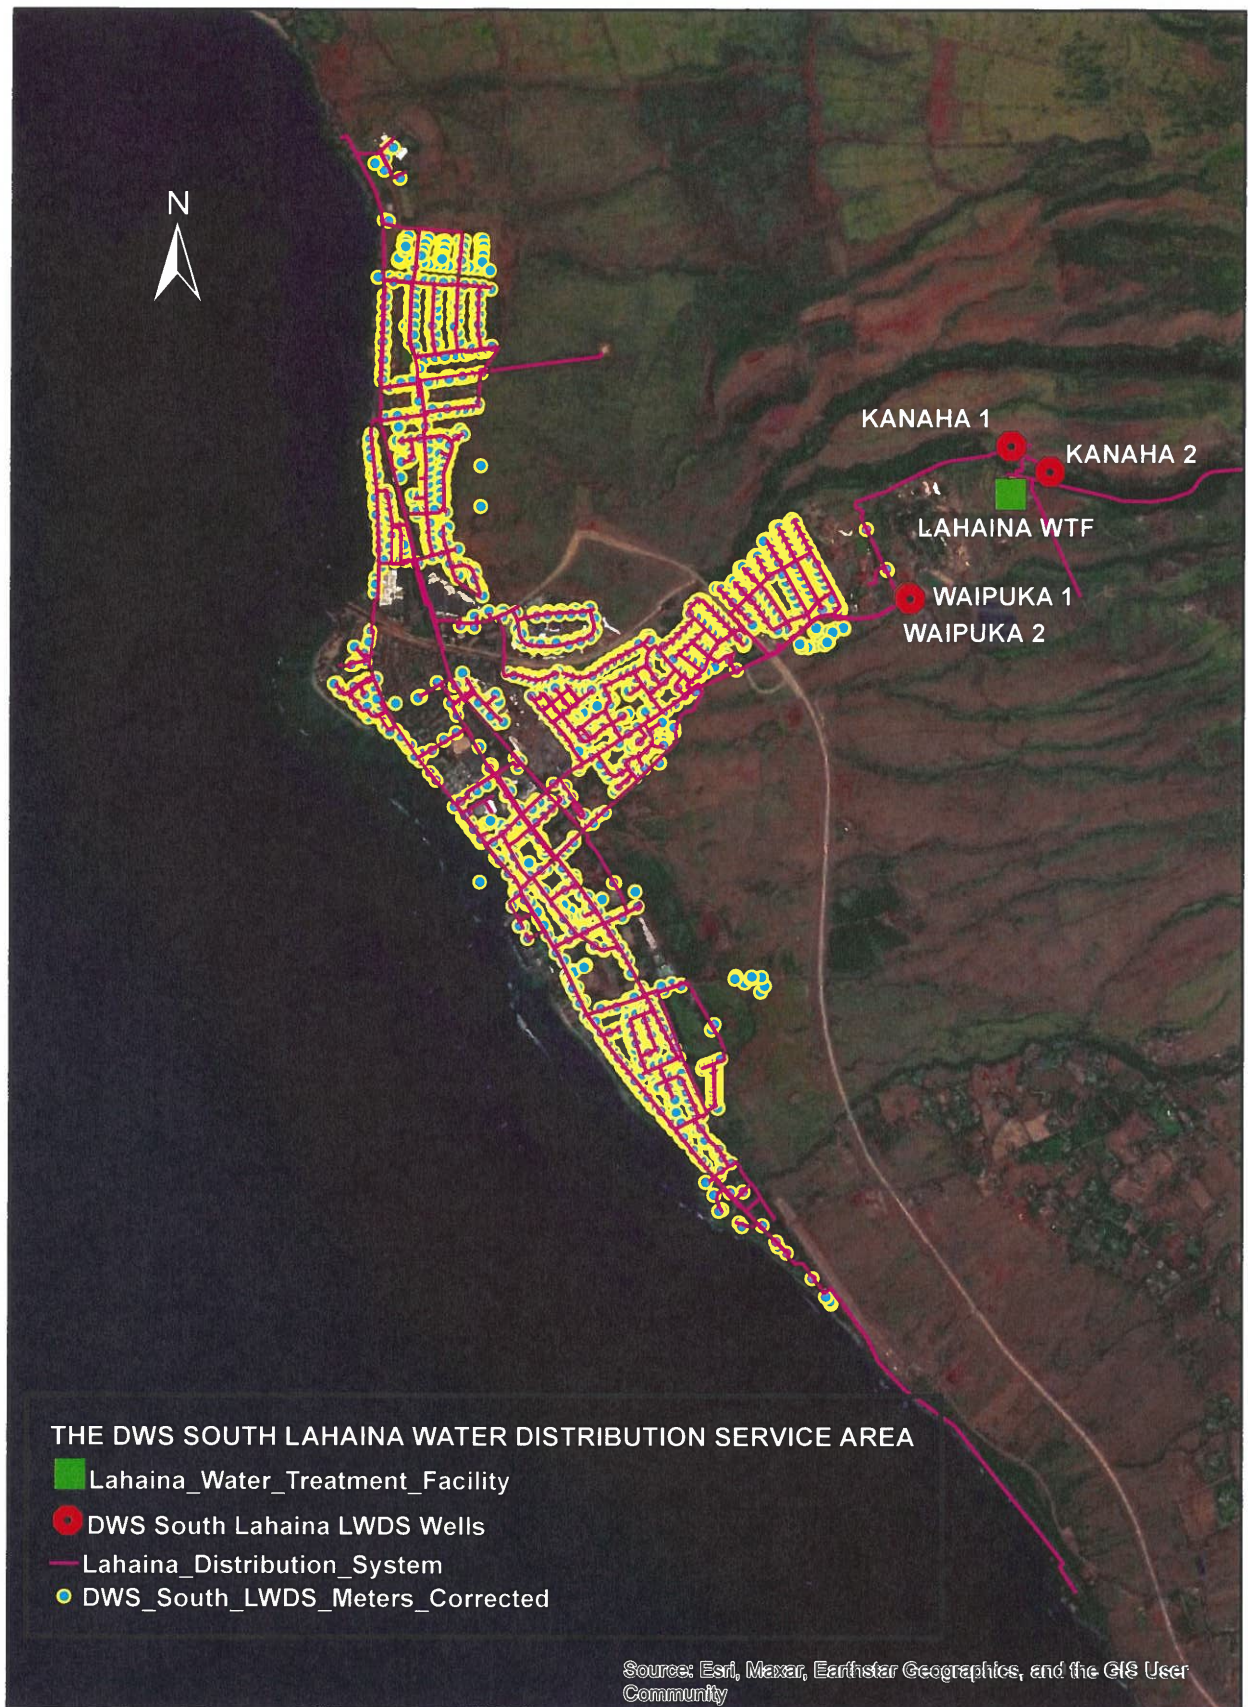 N
KANAHA 1
KANAHA 2
LAHAINA WTF
WAIPUKA 1
WAIPUKA 2
THE DWS SOUTH LAHAINA WATER DISTRIBUTION SERVICE AREA
Lahaina_Water_Treatment_Facility
DWS South Lahaina LWDS Wells
Lahaina_Distribution_System
DWS_South_LWDS_Meters_Corrected
Source: Esri, Maxar, Earthstar Geographics, and the GIS User
Community